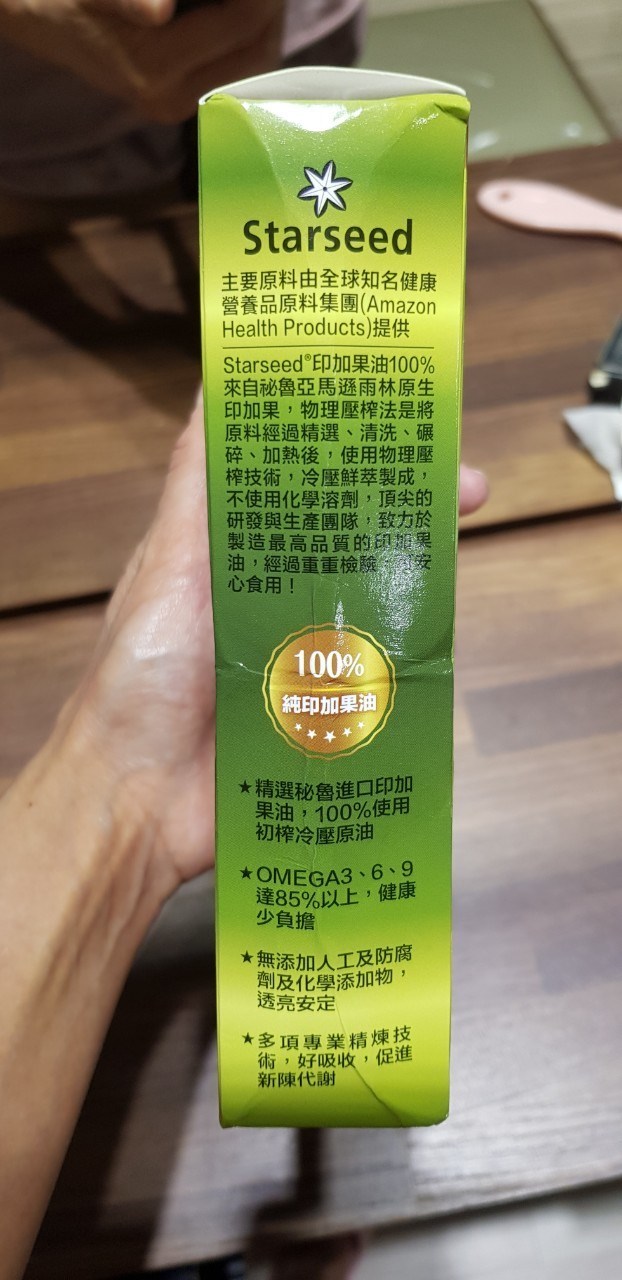 Starseed
主要原料由全球知名健康
營養品原料集團(Amazon
Health Products)提供
Starseed®印加果油100%
來自祕魯亞馬遜雨林原生
印加果，物理壓榨法是將
原料經過精選、清洗、碾
碎、加熱後，使用物理壓
榨技術，冷壓鮮萃製成，
不使用化學溶劑，頂尖的
研發與生產團隊，致力於
製造最高品質的印加果
油，經過重重檢驗，安
心食用！
100%
純印加果油
★精選秘魯進口印加
果油，100%使用
初榨冷壓原油
★OMEGA3、6、9
達85%以上，健康
少負擔
★無添加人工及防腐
劑及化學添加物，
透亮安定
★多項專業精煉技
術，好吸收，促進
新陳代謝